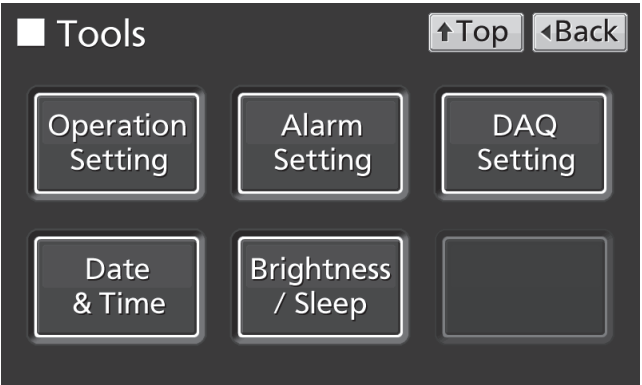 Tools
Top
Back
Operation
Setting
Alarm
Setting
DAQ
Setting
Date
& Time
Brightness
/ Sleep